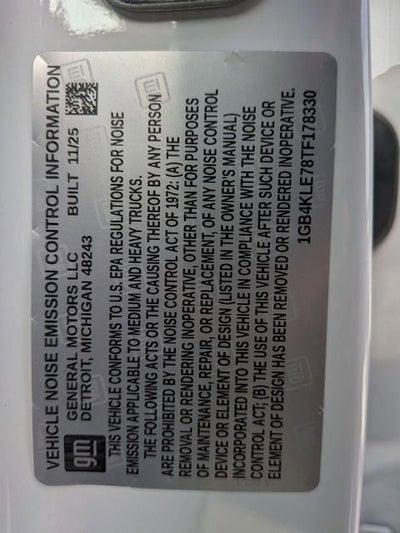 VEHICLE NOISE EMISSION CONTROL INFORMATION
gm
GENERAL MOTORS LLC BUILT 11/25
DETROIT, MICHIGAN 48243
THIS VEHICLE CONFORMS TO U.S. EPA REGULATIONS FOR NOISE
EMISSION APPLICABLE TO MEDIUM AND HEAVY TRUCKS.
THE FOLLOWING ACTS OR THE CAUSING THEREOF BY ANY PERSON
ARE PROHIBITED BY THE NOISE CONTROL ACT OF 1972: (A) THE
REMOVAL OR RENDERING INOPERATIVE, OTHER THAN FOR PURPOSES
OF MAINTENANCE, REPAIR, OR REPLACEMENT, OF ANY NOISE CONTROL
DEVICE OR ELEMENT OF DESIGN (LISTED IN THE OWNER'S MANUAL)
INCORPORATED INTO THIS VEHICLE IN COMPLIANCE WITH THE NOISE
CONTROL ACT; (B) THE USE OF THIS VEHICLE AFTER SUCH DEVICE OR
ELEMENT OF DESIGN HAS BEEN REMOVED OR RENDERED INOPERATIVE.
1GB4KLE78TF178330